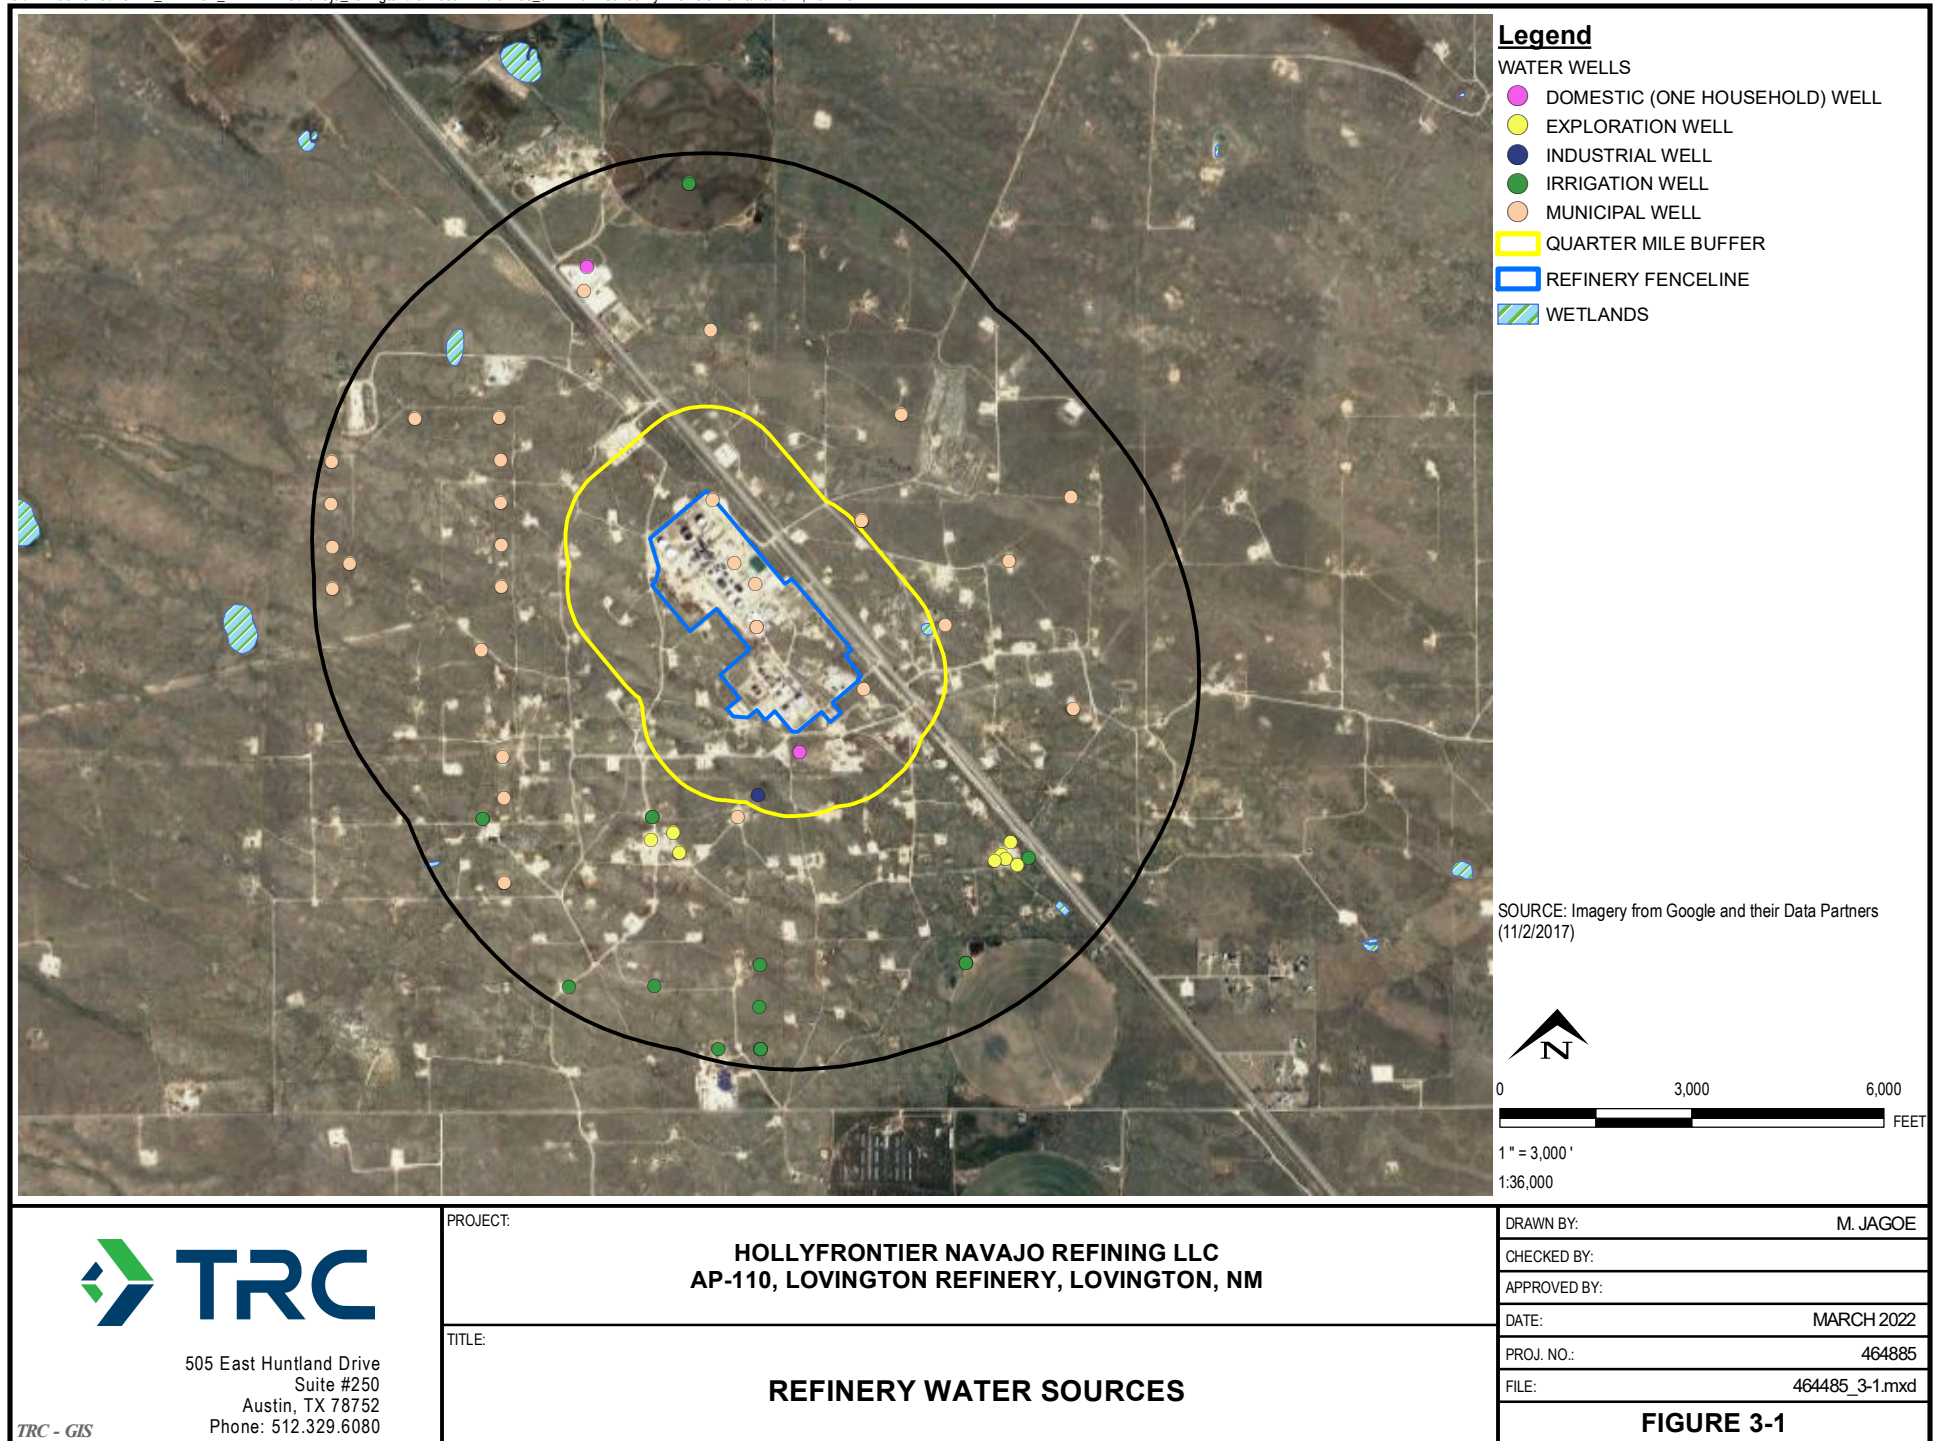 Legend
WATER WELLS
DOMESTIC (ONE HOUSEHOLD) WELL
EXPLORATION WELL
INDUSTRIAL WELL
IRRIGATION WELL
MUNICIPAL WELL
QUARTER MILE BUFFER
REFINERY FENCELINE
WETLANDS
SOURCE: Imagery from Google and their Data Partners
(11/2/2017)
N
0 3,000 6,000
FEET
1 " = 3,000 '
1:36,000
TRC
505 East Huntland Drive
Suite #250
Austin, TX 78752
Phone: 512.329.6080
TRC - GIS
PROJECT:
HOLLYFRONTIER NAVAJO REFINING LLC
AP-110, LOVINGTON REFINERY, LOVINGTON, NM
TITLE:
REFINERY WATER SOURCES
DRAWN BY: M. JAGOE
CHECKED BY:
APPROVED BY:
DATE: MARCH 2022
PROJ. NO.: 464885
FILE: 464485_3-1.mxd
FIGURE 3-1